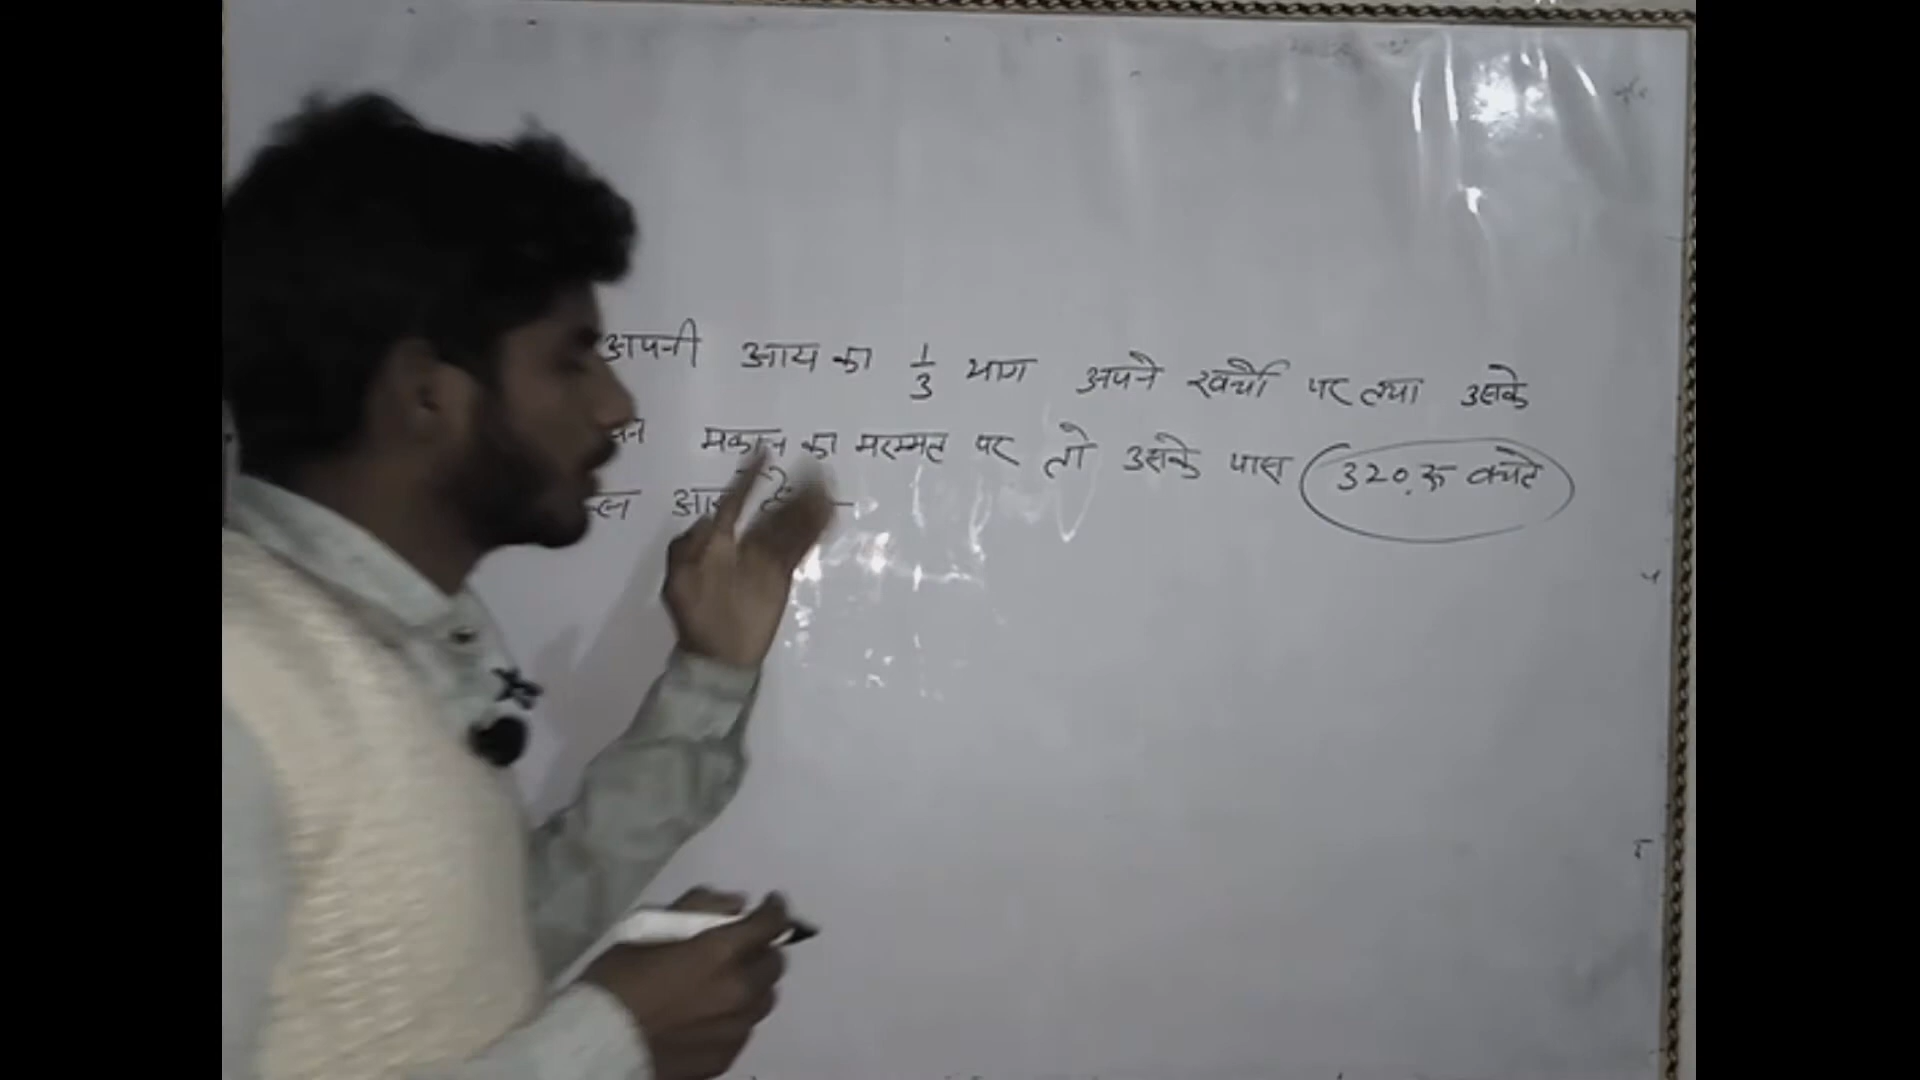 अपनी आय का 1/3 भाग अपने खर्चो पर तथा उसके
मकान का मरम्मत पर तो उसके पास 320 रू बचते